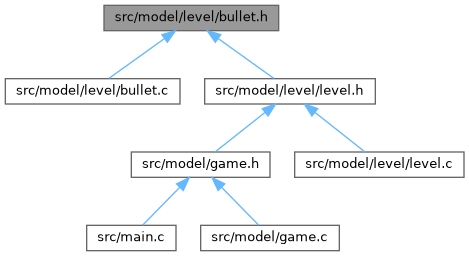 src/model/level/bullet.h
src/model/level/bullet.c
src/model/level/level.h
src/model/game.h
src/model/level/level.c
src/main.c
src/model/game.c